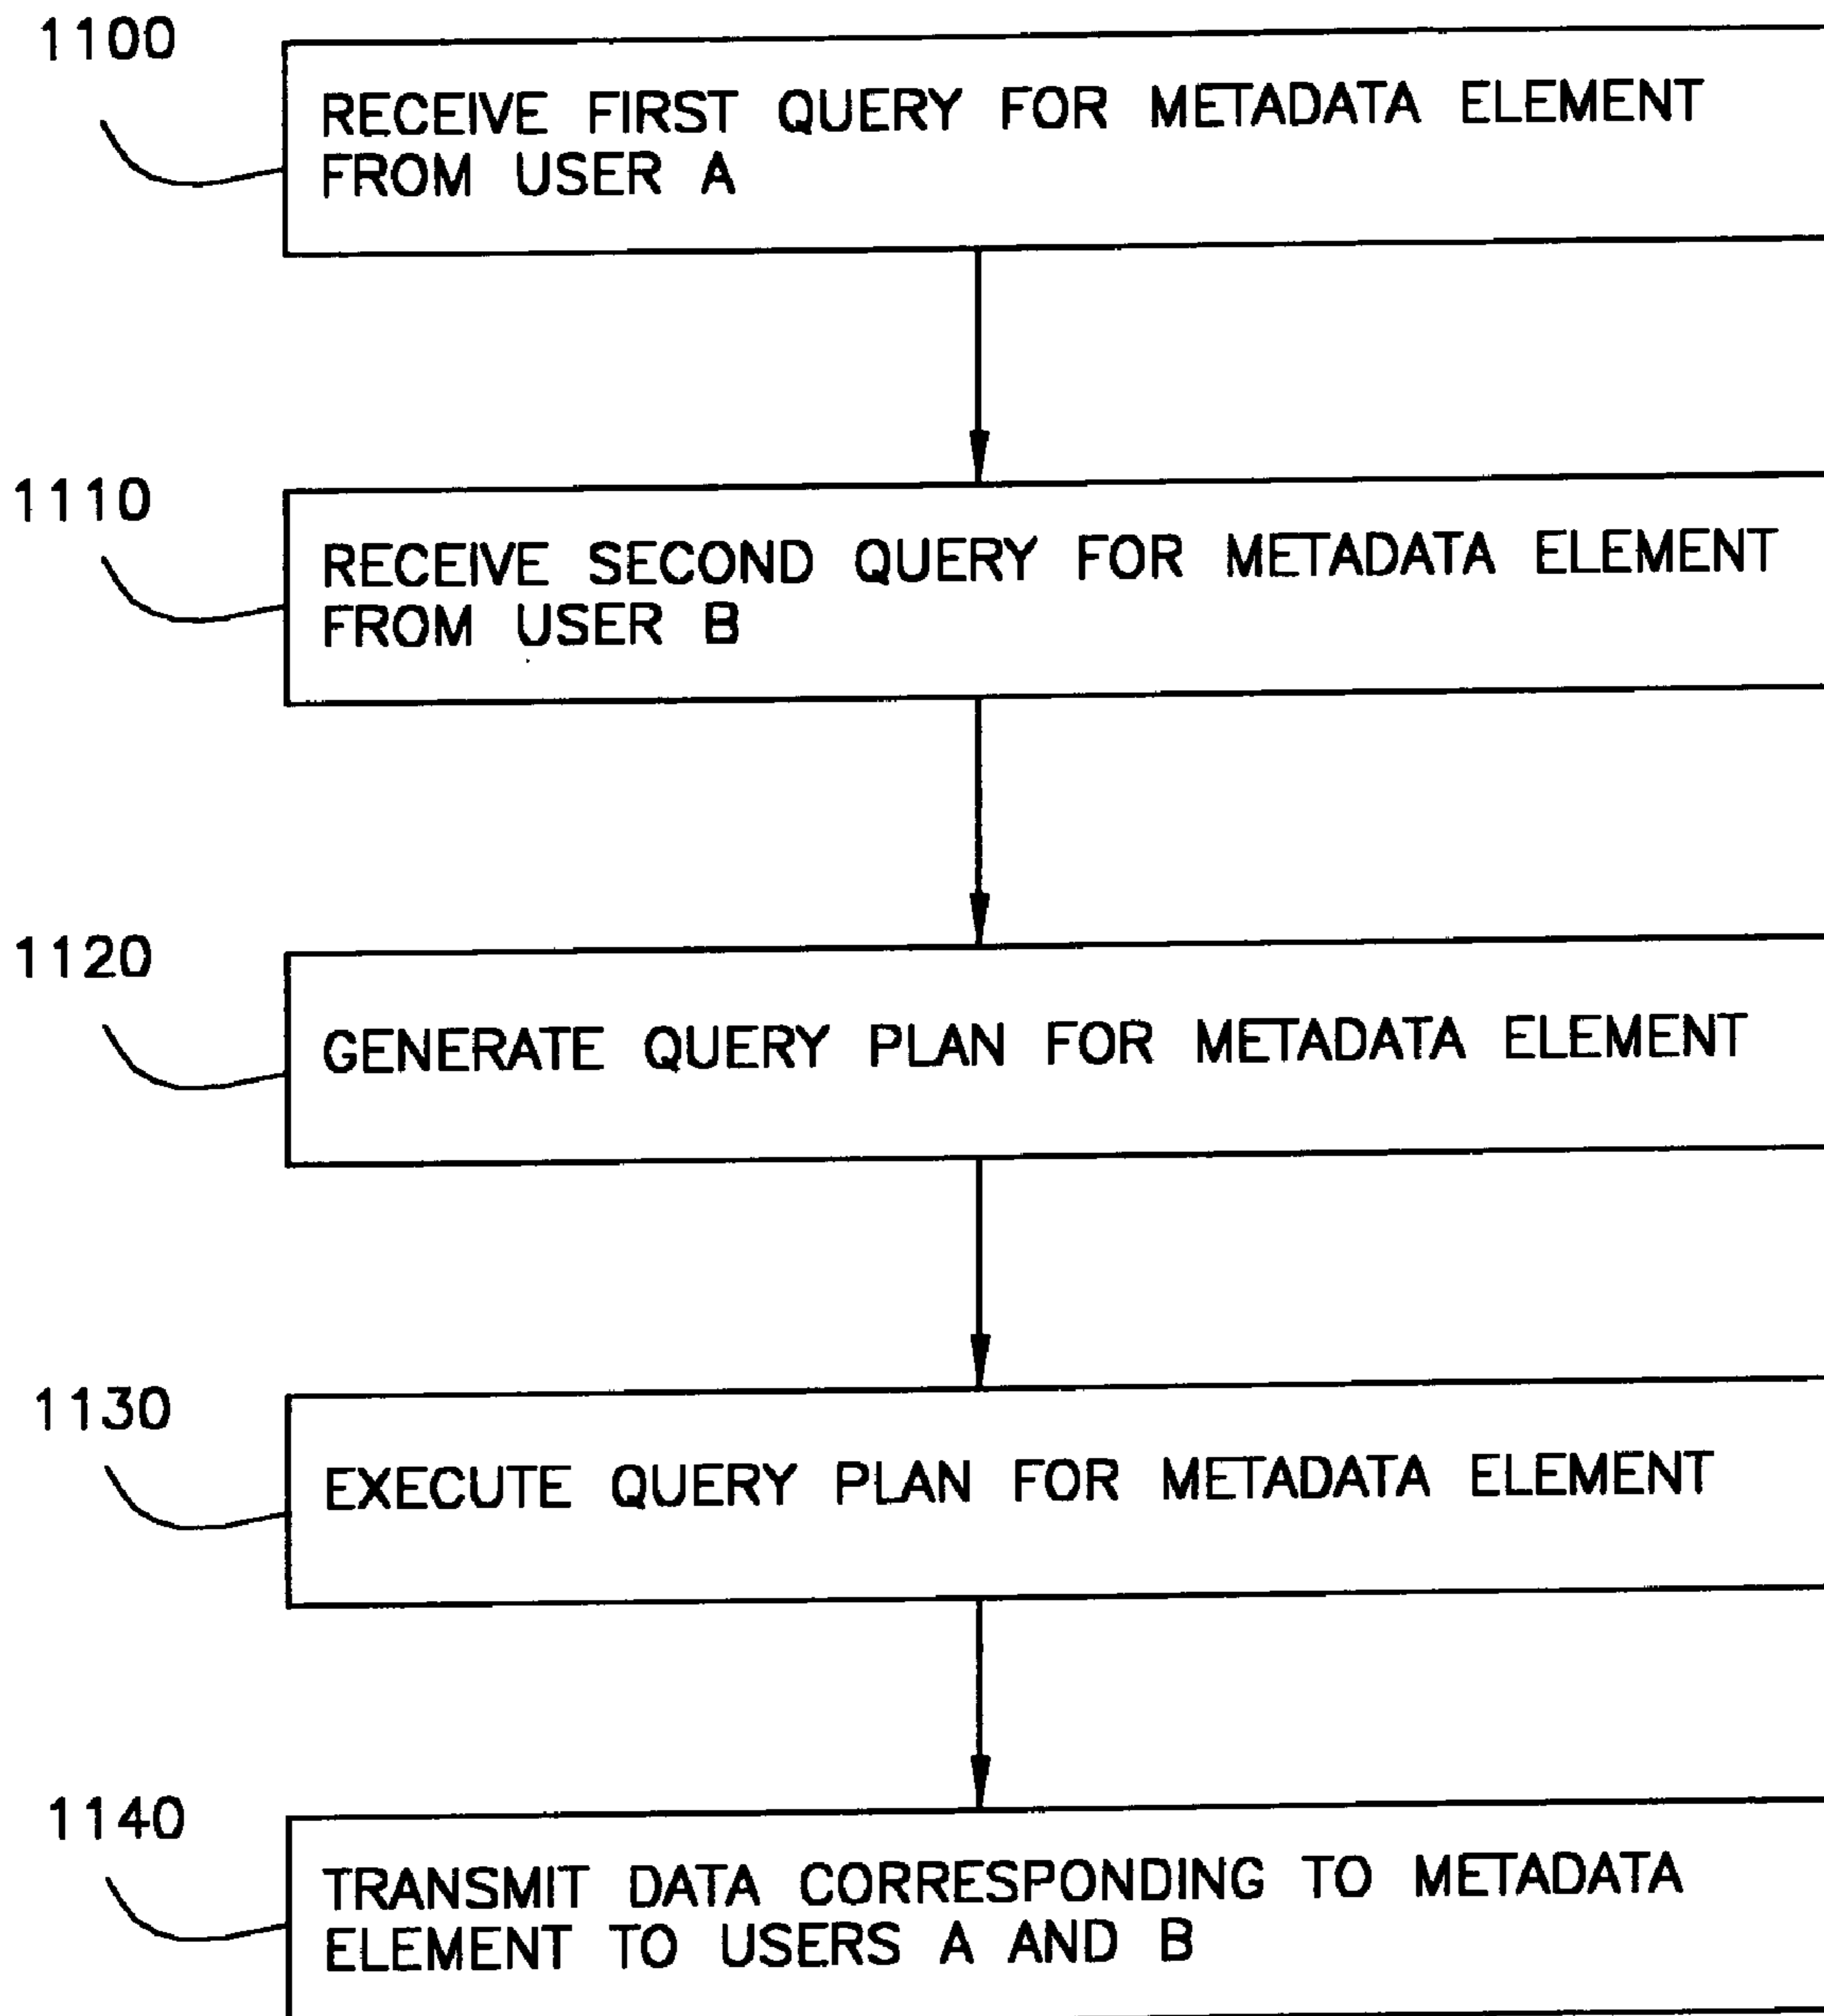 1100
RECEIVE FIRST QUERY FOR METADATA ELEMENT
FROM USER A
1110
RECEIVE SECOND QUERY FOR METADATA ELEMENT
FROM USER B
1120
GENERATE QUERY PLAN FOR METADATA ELEMENT
1130
EXECUTE QUERY PLAN FOR METADATA ELEMENT
1140
TRANSMIT DATA CORRESPONDING TO METADATA
ELEMENT TO USERS A AND B